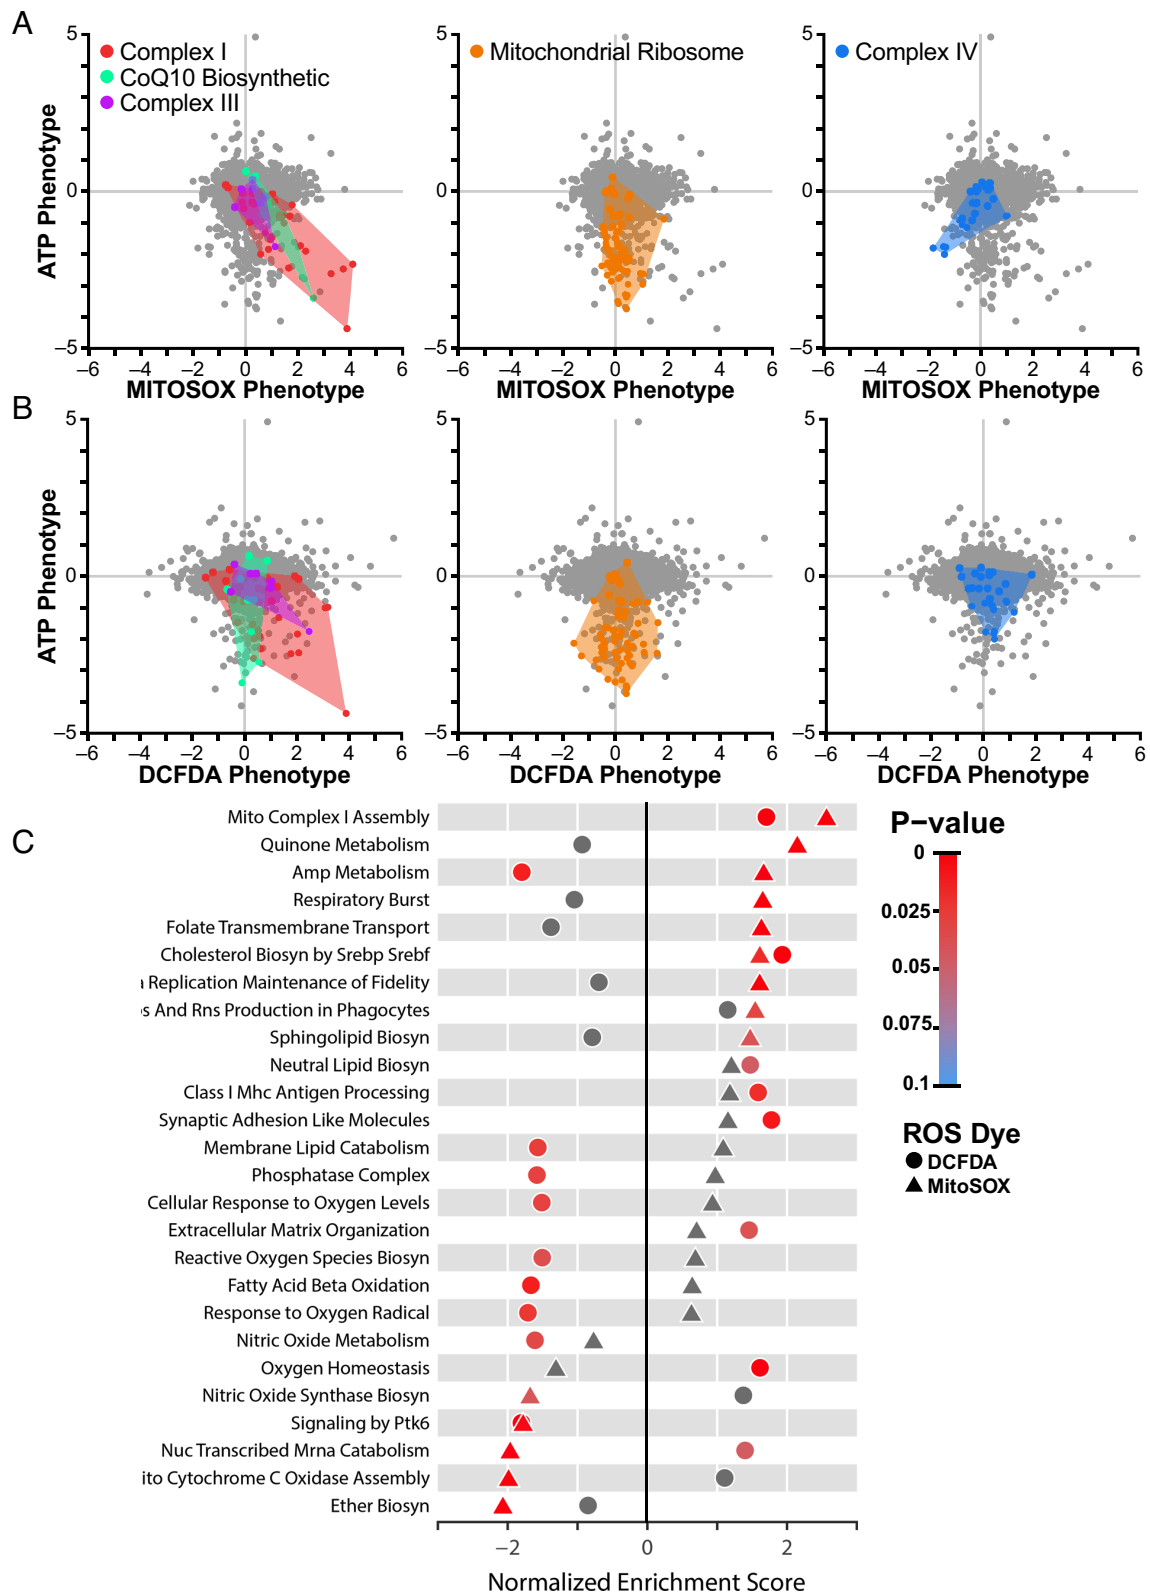 A
5
0
−5
ATP Phenotype
Complex I
CoQ10 Biosynthetic
Complex III
−6 −4 −2 0 2 4 6
MITOSOX Phenotype
5
0
−5
Mitochondrial Ribosome
−6 −4 −2 0 2 4 6
MITOSOX Phenotype
5
0
−5
Complex IV
−6 −4 −2 0 2 4 6
MITOSOX Phenotype
B
5
0
−5
ATP Phenotype
−6 −4 −2 0 2 4 6
DCFDA Phenotype
5
0
−5
−6 −4 −2 0 2 4 6
DCFDA Phenotype
5
0
−5
−6 −4 −2 0 2 4 6
DCFDA Phenotype
C
Mito Complex I Assembly
Quinone Metabolism
Amp Metabolism
Respiratory Burst
Folate Transmembrane Transport
Cholesterol Biosyn by Srebp Srebf
Replication Maintenance of Fidelity
s And Rns Production in Phagocytes
Sphingolipid Biosyn
Neutral Lipid Biosyn
Class I Mhc Antigen Processing
Synaptic Adhesion Like Molecules
Membrane Lipid Catabolism
Phosphatase Complex
Cellular Response to Oxygen Levels
Extracellular Matrix Organization
Reactive Oxygen Species Biosyn
Fatty Acid Beta Oxidation
Response to Oxygen Radical
Nitric Oxide Metabolism
Oxygen Homeostasis
Nitric Oxide Synthase Biosyn
Signaling by Ptk6
Nuc Transcribed Mrna Catabolism
ito Cytochrome C Oxidase Assembly
Ether Biosyn
−2 0 2
Normalized Enrichment Score
P−value
0
0.025
0.05
0.075
0.1
ROS Dye
DCFDA
MitoSOX